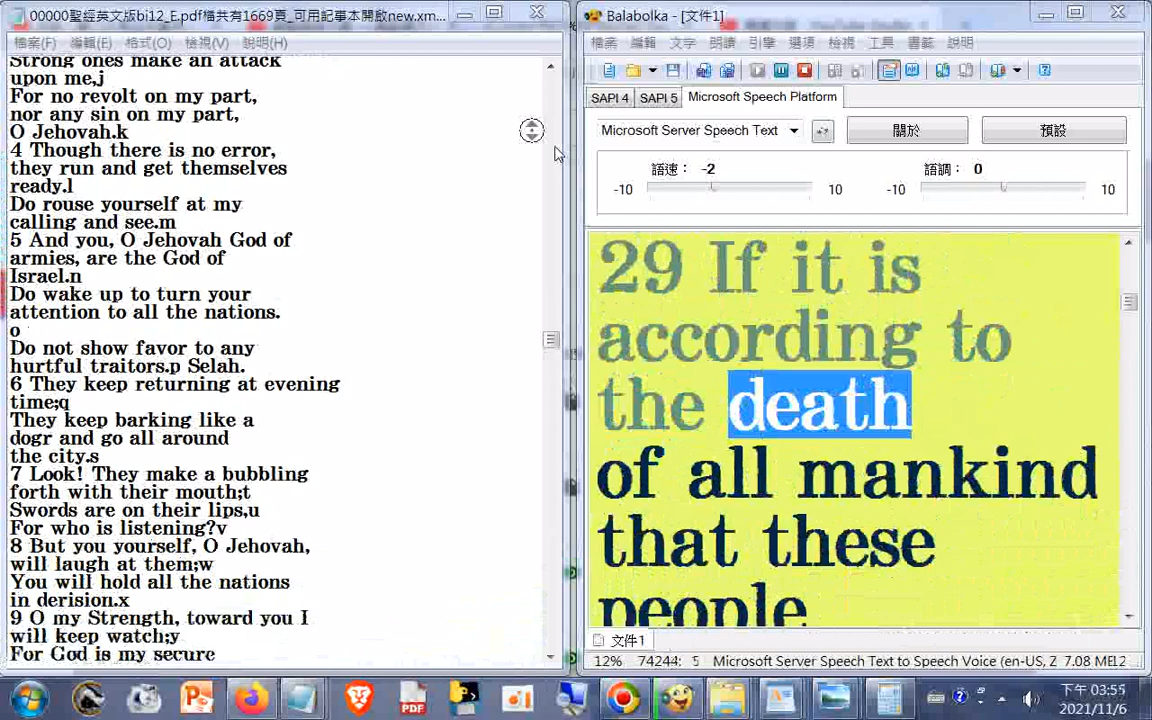 00000聖經英文版bi12_E.pdf檔共有1669頁_可用記事本開啟new.xm...
檔案(F) 編輯(E) 格式(O) 檢視(V) 說明(H)
Strong ones make an attack
upon me,j
For no revolt on my part,
nor any sin on my part,
O Jehovah.k
4 Though there is no error,
they run and get themselves
ready.l
Do rouse yourself at my
calling and see.m
5 And you, O Jehovah God of
armies, are the God of
Israel.n
Do wake up to turn your
attention to all the nations.
o
Do not show favor to any
hurtful traitors.p Selah.
6 They keep returning at evening
time;q
They keep barking like a
dogr and go all around
the city.s
7 Look! They make a bubbling
forth with their mouth;t
Swords are on their lips,u
For who is listening?v
8 But you yourself, O Jehovah,
will laugh at them;w
You will hold all the nations
in derision.x
9 O my Strength, toward you I
will keep watch;y
For God is my secure
Balabolka - [文件1]
檔案 編輯 文字 朗讀 引擎 選項 檢視 工具 書籤 說明
SAPI 4 SAPI 5 Microsoft Speech Platform
Microsoft Server Speech Text 關於 預設
語速： -2 語調： 0
-10 10 -10 10
29 If it is
according to
the death
of all mankind
that these
people
文件1
12% 74244: 5 Microsoft Server Speech Text to Speech Voice (en-US, Z 7.08 ME12
PDF
下午 03:55
2021/11/6